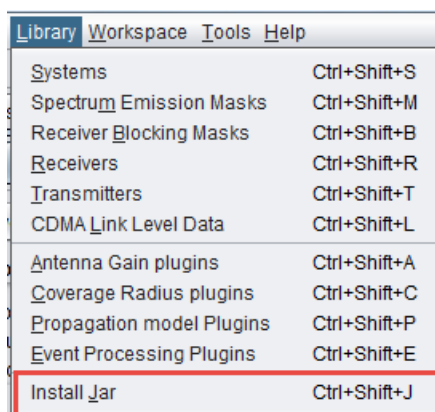 Library Workspace Tools Help
Systems Ctrl+Shift+S
Spectrum Emission Masks Ctrl+Shift+M
Receiver Blocking Masks Ctrl+Shift+B
Receivers Ctrl+Shift+R
Transmitters Ctrl+Shift+T
CDMA Link Level Data Ctrl+Shift+L
Antenna Gain plugins Ctrl+Shift+A
Coverage Radius plugins Ctrl+Shift+C
Propagation model Plugins Ctrl+Shift+P
Event Processing Plugins Ctrl+Shift+E
Install Jar Ctrl+Shift+J